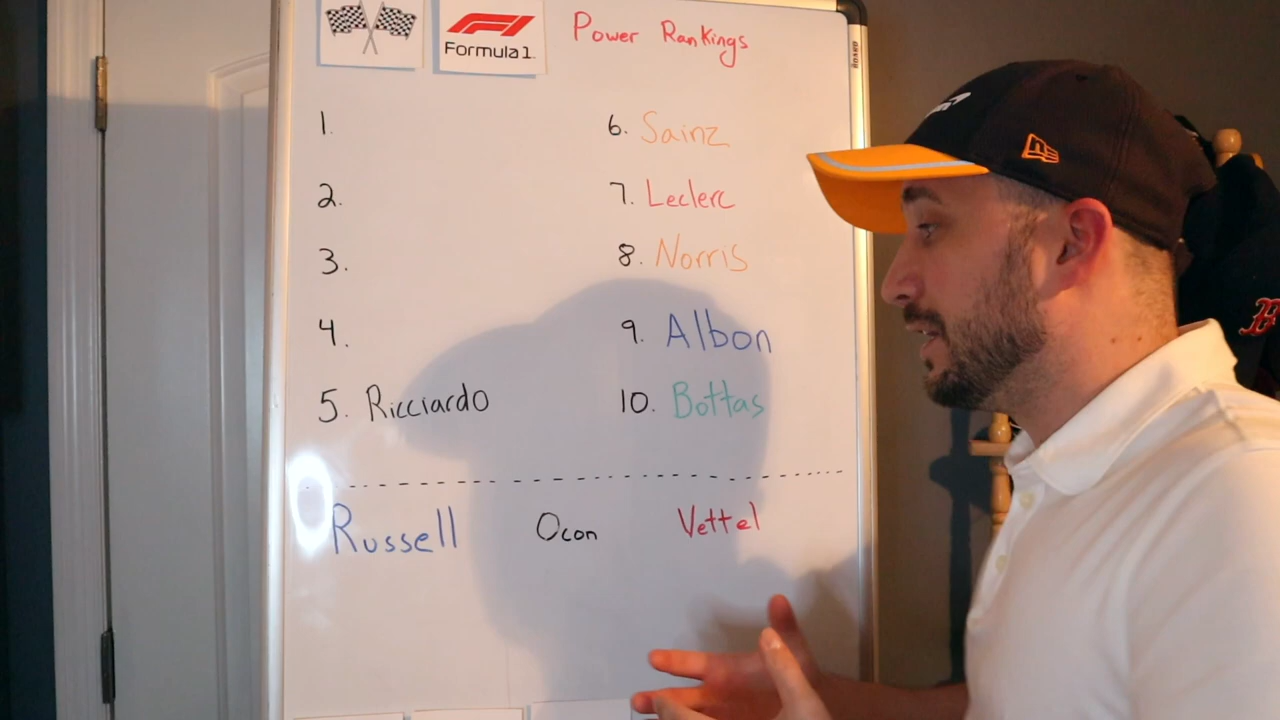 Formula 1
Power Rankings
1.
2.
3.
4.
5. Ricciardo
6. Sainz
7. Leclerc
8. Norris
9. Albon
10. Bottas
Russell Ocon Vettel
B